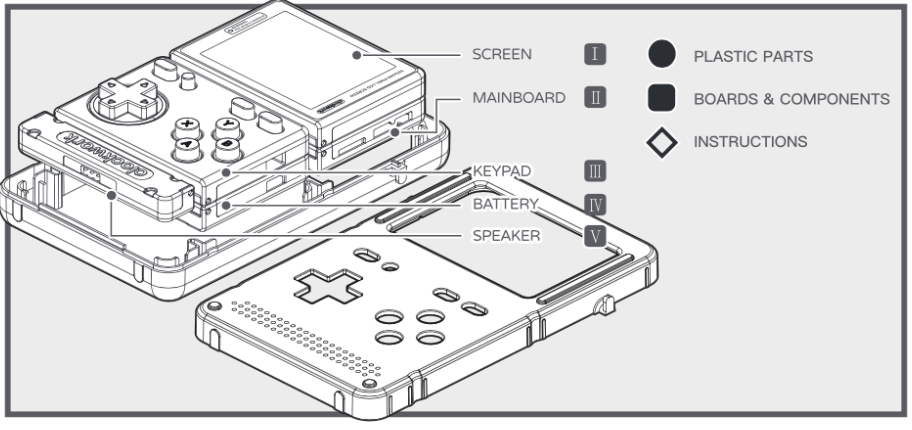 SCREEN I
MAINBOARD II
KEYPAD III
BATTERY IV
SPEAKER V
PLASTIC PARTS
BOARDS & COMPONENTS
INSTRUCTIONS
X
Y
A
B
Clockwork